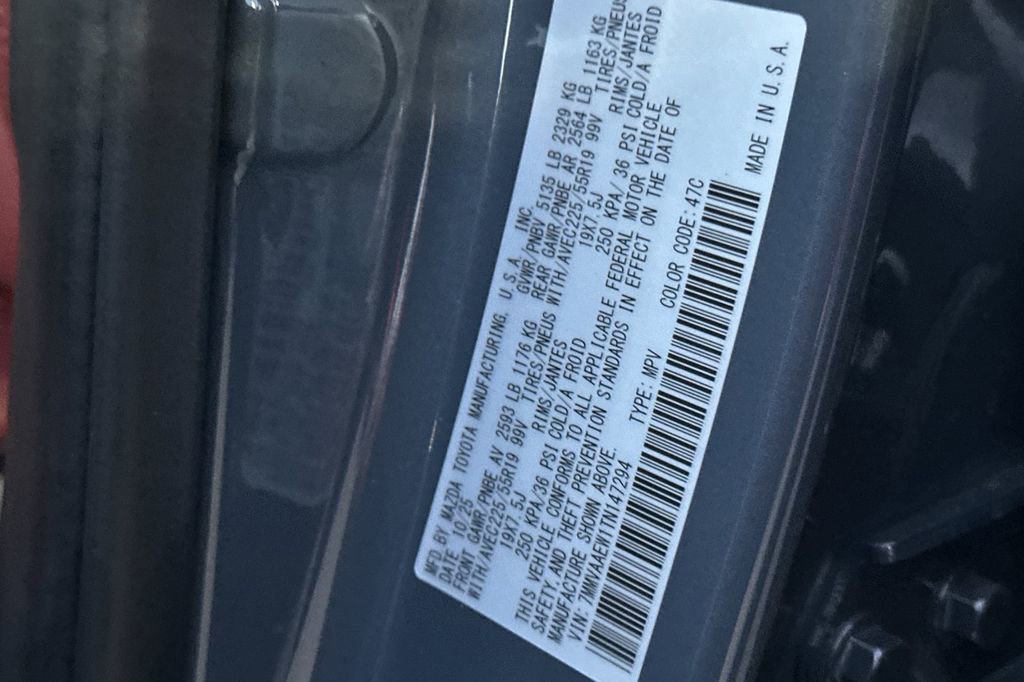 MFD BY MAZDA TOYOTA MANUFACTURING, U.S.A. INC.
DATE 10/25 GVWR/PNBV 5135 LB 2329 KG
FRONT GAWR/PNBE AV 2593 LB 1176 KG REAR GAWR/PNBE AR 2564 LB 1163 KG
WITH/AVEC225/55R19 99V TIRES/PNEUS WITH/AVEC225/55R19 99V TIRES/PNEUS
19X7.5J RIMS/JANTES 19X7.5J RIMS/JANTES
250 KPA/36 PSI COLD/A FROID 250 KPA/ 36 PSI COLD/A FROID
THIS VEHICLE CONFORMS TO ALL APPLICABLE FEDERAL MOTOR VEHICLE
SAFETY, AND THEFT PREVENTION STANDARDS IN EFFECT ON THE DATE OF
MANUFACTURE SHOWN ABOVE.
VIN: 7MMVAAEW1TN147294 TYPE: MPV COLOR CODE: 47C
MADE IN U.S.A.